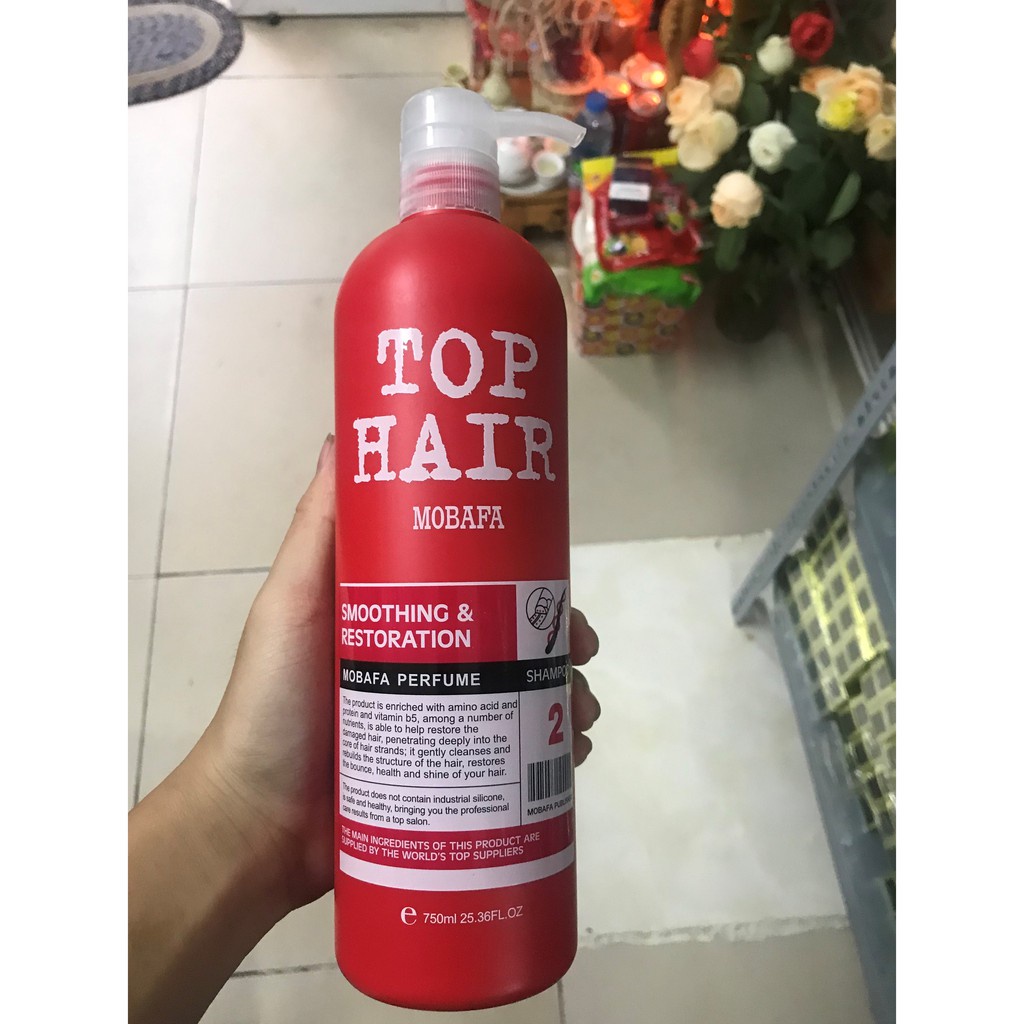 TOP
HAIR
MOBAFA
SMOOTHING &
RESTORATION
MOBAFA PERFUME
SHAMPOO
2
The product is enriched with amino acid and
protein and vitamin b5, among a number of
nutrients, is able to help restore the
damaged hair, penetrating deeply into the
core of hair strands; it gently cleanses and
rebuilds the structure of the hair, restores
the bounce, health and shine of your hair.
The product does not contain industrial silicone,
is safe and healthy, bringing you the professional
care results from a top salon.
MOBAFA
THE MAIN INGREDIENTS OF THIS PRODUCT ARE
SUPPLIED BY THE WORLD'S TOP SUPPLIERS
e 750ml 25.36FL.OZ